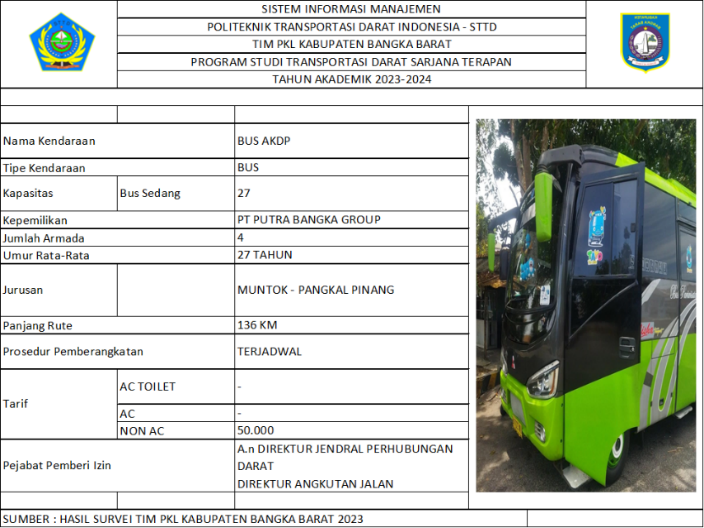 SISTEM INFORMASI MANAJEMEN
POLITEKNIK TRANSPORTASI DARAT INDONESIA - STTD
TIM PKL KABUPATEN BANGKA BARAT
PROGRAM STUDI TRANSPORTASI DARAT SARJANA TERAPAN
TAHUN AKADEMIK 2023-2024
Nama Kendaraan BUS AKDP
Tipe Kendaraan BUS
Kapasitas Bus Sedang 27
Kepemilikan PT PUTRA BANGKA GROUP
Jumlah Armada 4
Umur Rata-Rata 27 TAHUN
Jurusan MUNTOK - PANGKAL PINANG
Panjang Rute 136 KM
Prosedur Pemberangkatan TERJADWAL
Tarif
AC TOILET -
AC -
NON AC 50.000
Pejabat Pemberi Izin
A.n DIREKTUR JENDRAL PERHUBUNGAN
DARAT
DIREKTUR ANGKUTAN JALAN
SUMBER : HASIL SURVEI TIM PKL KABUPATEN BANGKA BARAT 2023